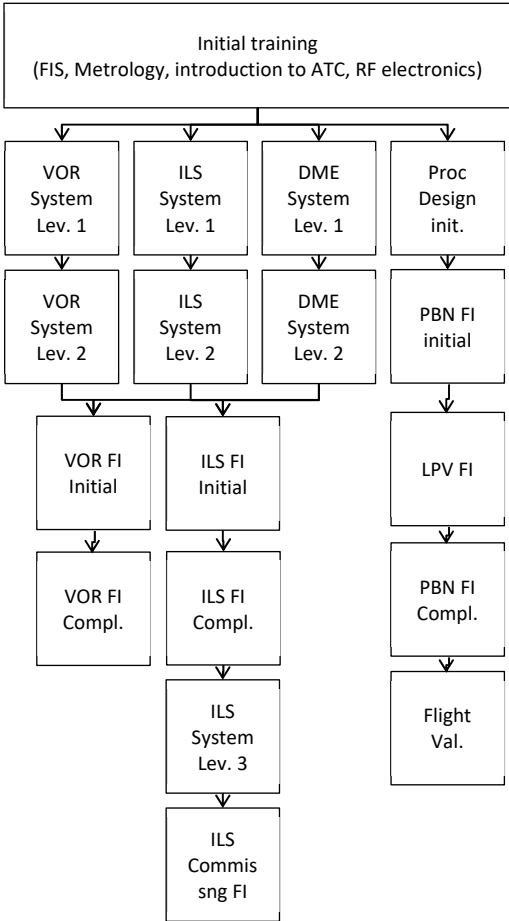 Initial training
(FIS, Metrology, introduction to ATC, RF electronics)
VOR
System
Lev. 1
ILS
System
Lev. 1
DME
System
Lev. 1
Proc
Design
init.
VOR
System
Lev. 2
ILS
System
Lev. 2
DME
System
Lev. 2
PBN FI
initial
VOR FI
Initial
ILS FI
Initial
LPV FI
VOR FI
Compl.
ILS FI
Compl.
PBN FI
Compl.
ILS
System
Lev. 3
Flight
Val.
ILS
Commis
sng FI